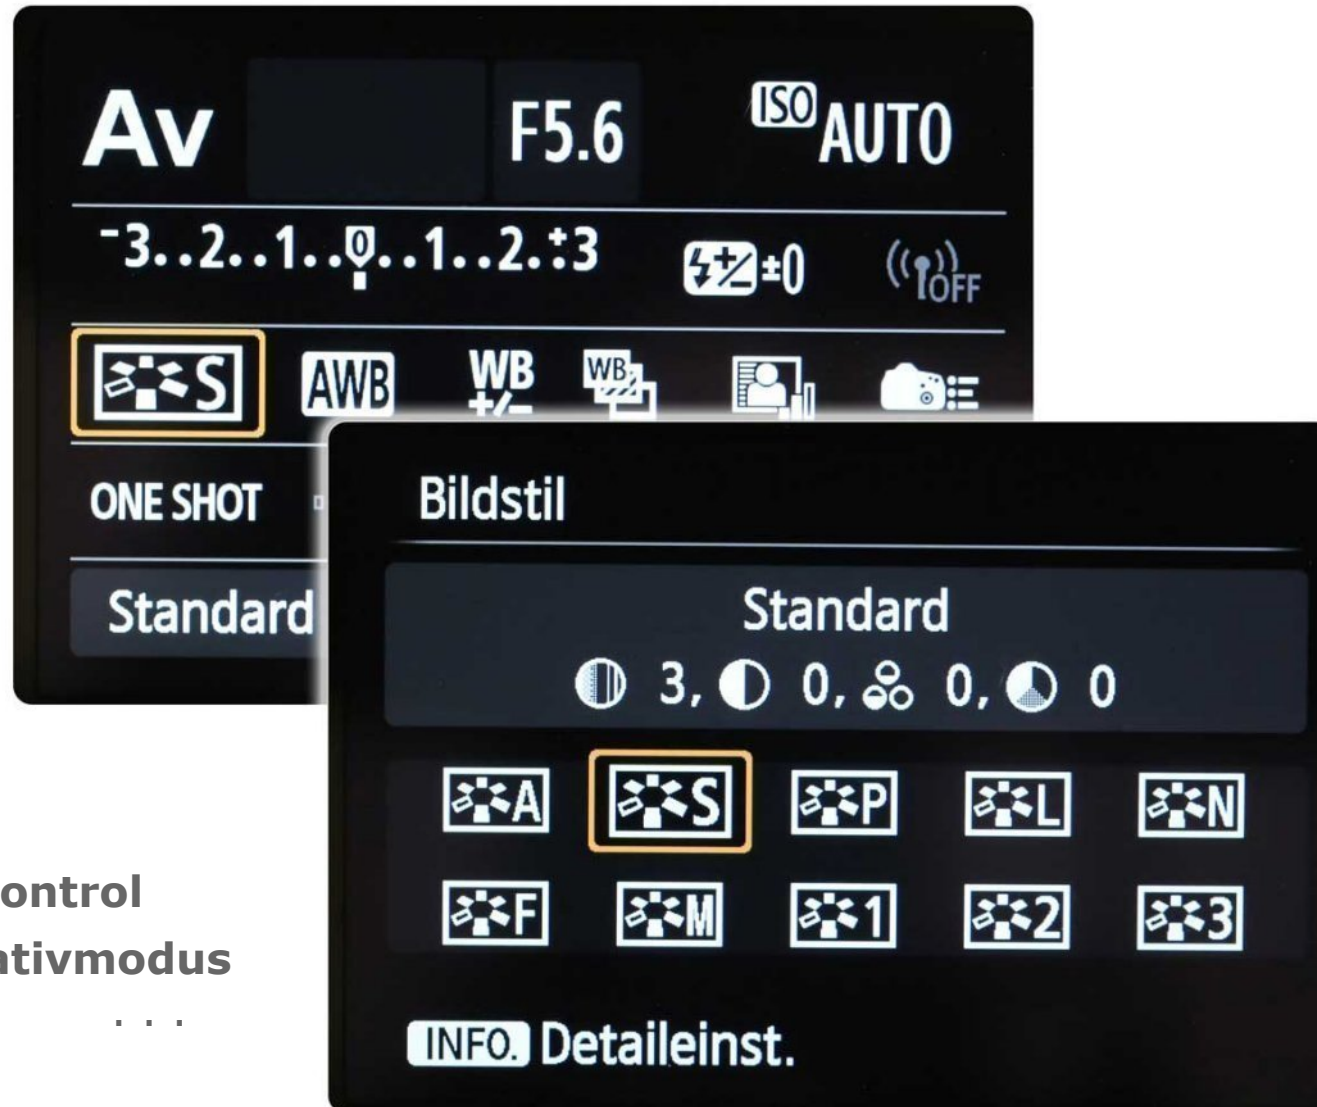 Av F5.6 ISO AUTO
-3..2..1..0..1..2.:+3 ±0 OFF
S AWB WB +/- WB
ONE SHOT
Standard
Bildstil
Standard
3, 0, 0, 0
A S P L N
F M 1 2 3
INFO. Detaileinst.
ontrol
ativmodus